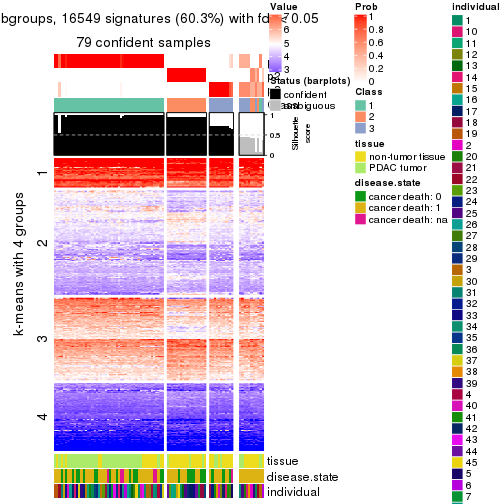 bgroups, 16549 signatures (60.3%) with fdr < 0.05
79 confident samples
p2
1
0.5
0
Silhouette
score
k-means with 4 groups
1
2
3
4
tissue
disease.state
individual
Value
7
6
5
4
3
Status (barplots)
confident
ambiguous
Prob
1
0.8
0.6
0.4
0.2
0
Class
1
2
3
tissue
non-tumor tissue
PDAC tumor
disease.state
cancer death: 0
cancer death: 1
cancer death: na
individual
1
10
11
12
13
14
15
16
17
18
19
2
20
21
22
23
24
25
26
27
28
29
3
30
31
32
33
34
35
36
37
38
39
4
40
41
42
43
44
45
5
6
7